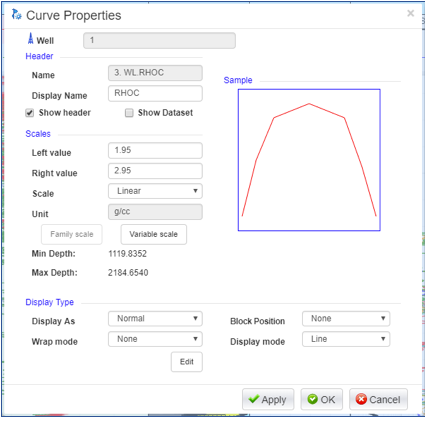 Curve Properties ×
Well 1
Header
Name 3. WL.RHOC
Display Name RHOC
Show header Show Dataset
Sample
Scales
Left value 1.95
Right value 2.95
Scale Linear
Unit g/cc
Family scale Variable scale
Min Depth: 1119.8352
Max Depth: 2184.6540
Display Type
Display As Normal Block Position None
Wrap mode None Display mode Line
Edit
Apply OK Cancel